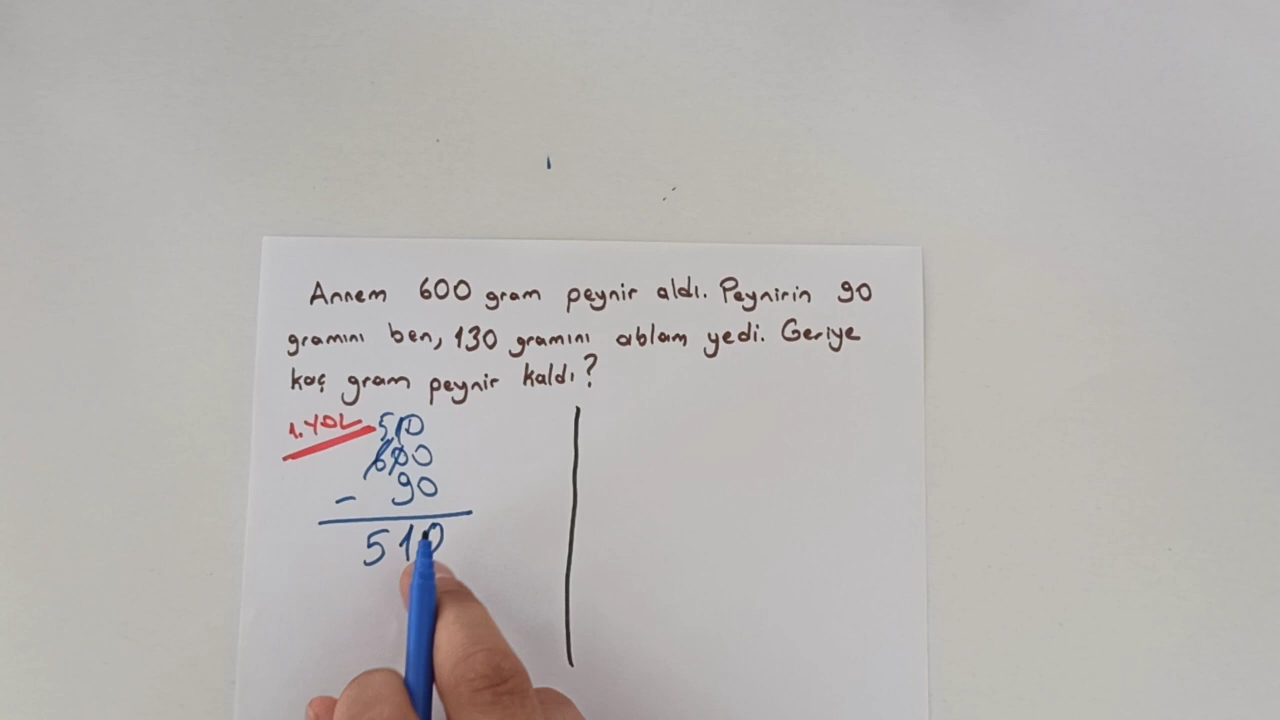 Annem 600 gram peynir aldı. Peynirin 90
gramını ben, 130 gramını ablam yedi. Geriye
kaç gram peynir kaldı?
1.YOL 510
600
- 90
510